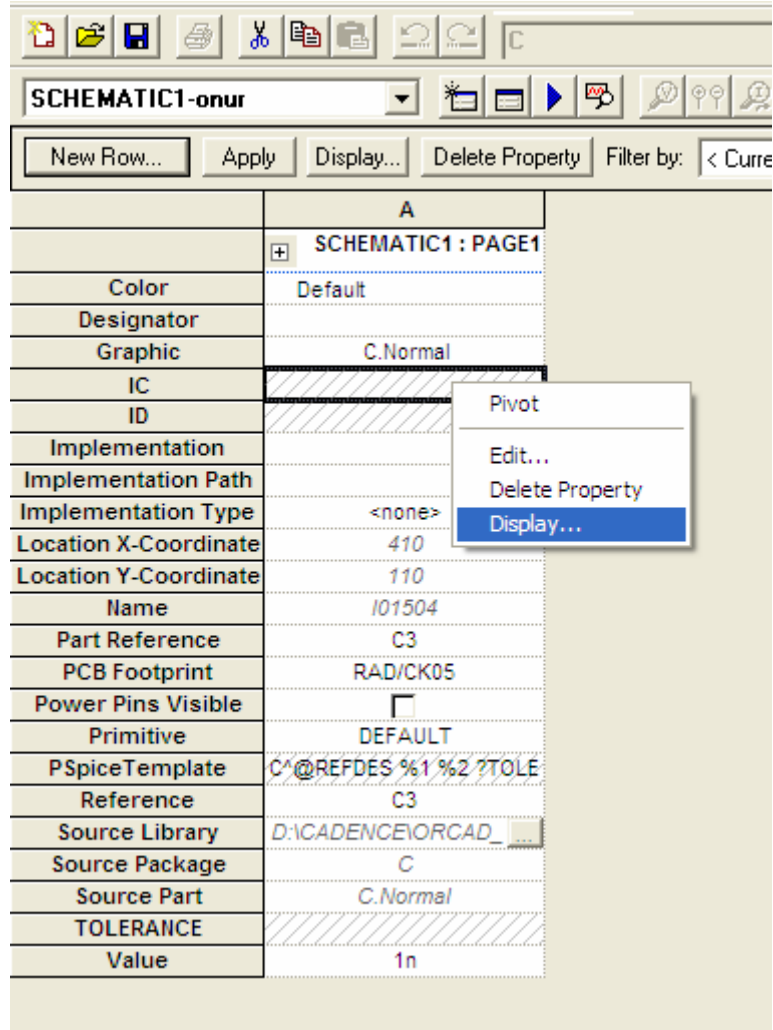 C
SCHEMATIC1-onur
New Row... Apply Display... Delete Property Filter by: < Curre
A
SCHEMATIC1 : PAGE1
Color Default
Designator
Graphic C.Normal
IC
ID
Implementation
Implementation Path
Implementation Type <none>
Location X-Coordinate 410
Location Y-Coordinate 110
Name I01504
Part Reference C3
PCB Footprint RAD/CK05
Power Pins Visible
Primitive DEFAULT
PSpiceTemplate C^@REFDES %1 %2 ?TOLE
Reference C3
Source Library D:\CADENCE\ORCAD_ ...
Source Package C
Source Part C.Normal
TOLERANCE
Value 1n
Pivot
Edit...
Delete Property
Display...